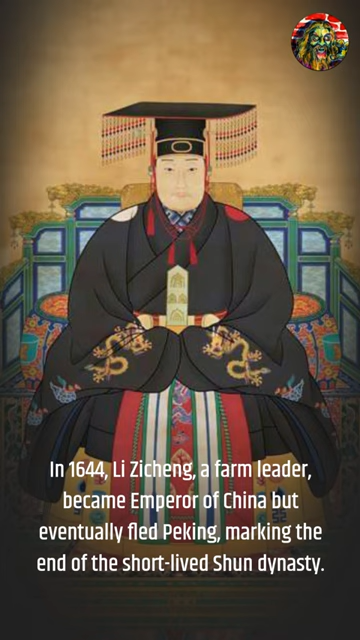 In 1644, Li Zicheng, a farm leader,
became Emperor of China but
eventually fled Peking, marking the
end of the short-lived Shun dynasty.